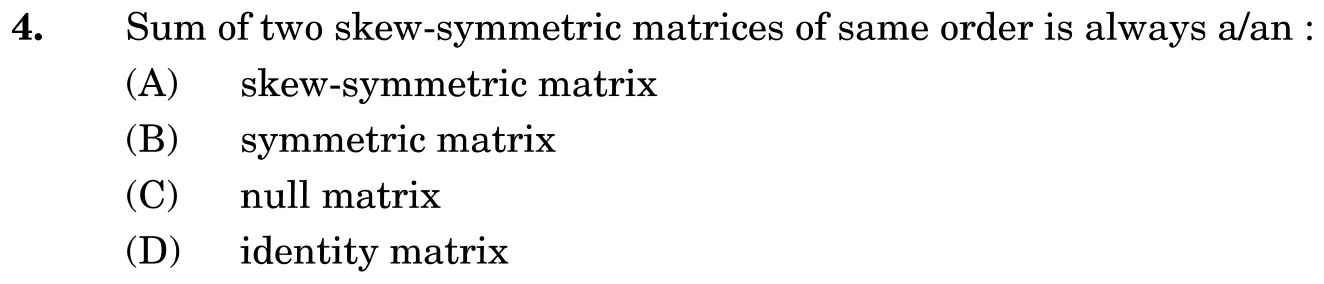 4. Sum of two skew-symmetric matrices of same order is always a/an :
(A) skew-symmetric matrix
(B) symmetric matrix
(C) null matrix
(D) identity matrix